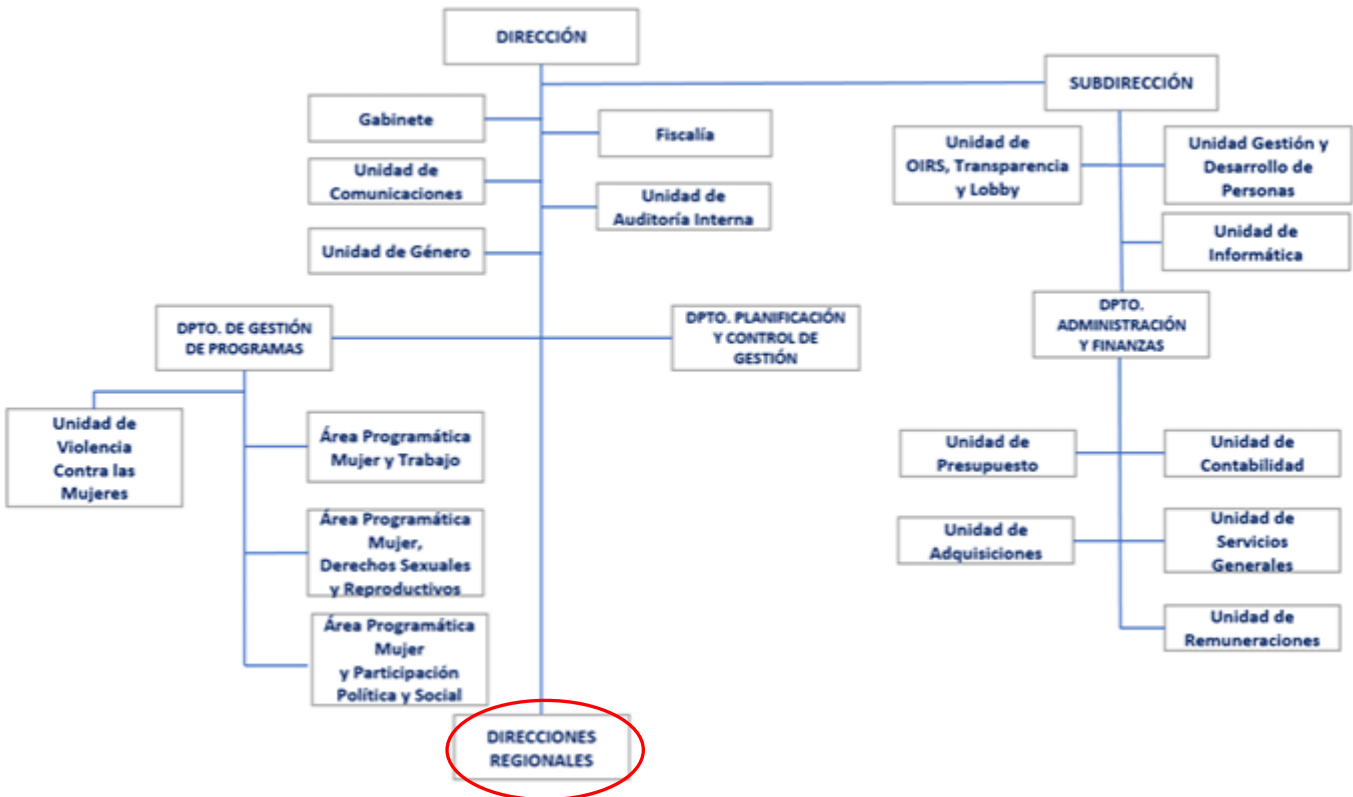 DIRECCIÓN
SUBDIRECCIÓN
Gabinete
Fiscalía
Unidad de
Comunicaciones
Unidad de
Auditoría Interna
Unidad de Género
Unidad de
OIRS, Transparencia
y Lobby
Unidad Gestión y
Desarrollo de
Personas
Unidad de
Informática
DPTO. DE GESTIÓN
DE PROGRAMAS
DPTO. PLANIFICACIÓN
Y CONTROL DE
GESTIÓN
DPTO.
ADMINISTRACIÓN
Y FINANZAS
Unidad de
Violencia
Contra las
Mujeres
Área Programática
Mujer y Trabajo
Área Programática
Mujer,
Derechos Sexuales
y Reproductivos
Área Programática
Mujer
y Participación
Política y Social
Unidad de
Presupuesto
Unidad de
Contabilidad
Unidad de
Adquisiciones
Unidad de
Servicios
Generales
Unidad de
Remuneraciones
DIRECCIONES
REGIONALES